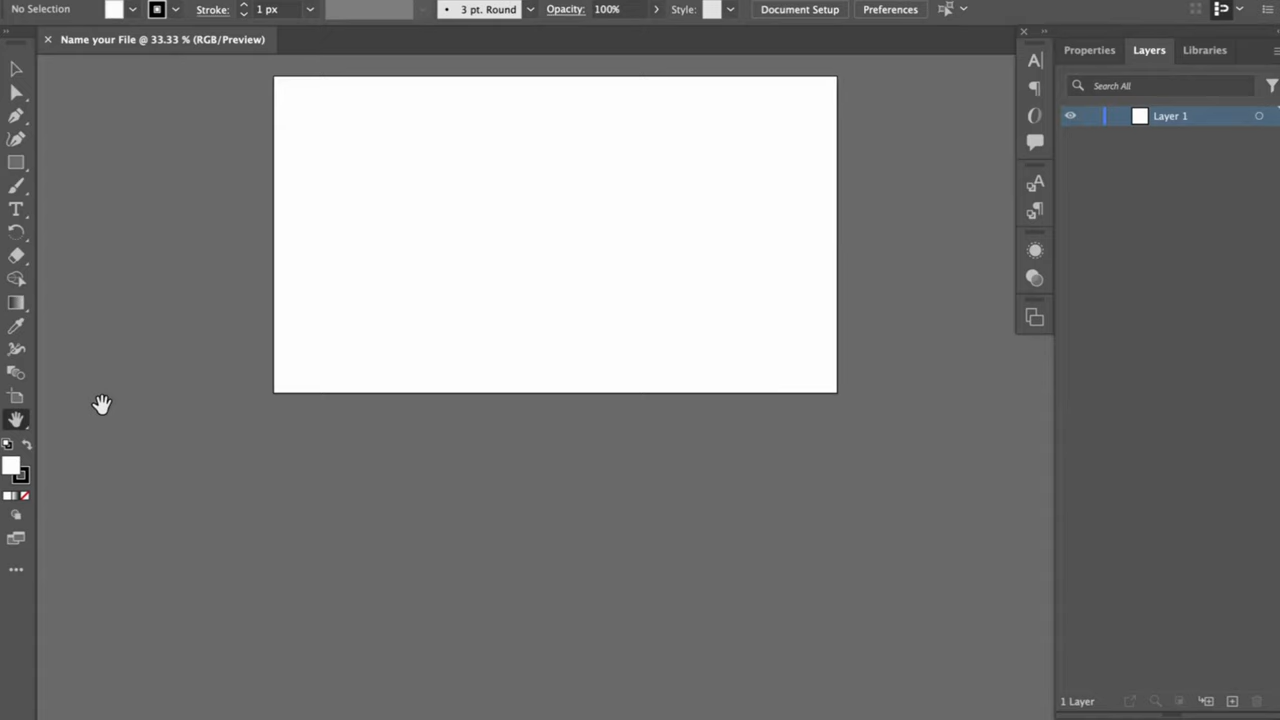 No Selection Stroke: 1 px 3 pt. Round Opacity: 100% Style: Document Setup Preferences
Name your File @ 33.33 % (RGB/Preview)
Properties Layers Libraries
Search All
Layer 1
1 Layer